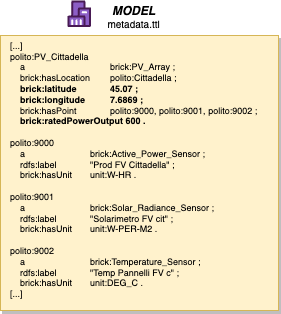 MODEL
metadata.ttl
[...]
polito:PV_Cittadella
a brick:PV_Array ;
brick:hasLocation polito:Cittadella ;
brick:latitude 45.07 ;
brick:longitude 7.6869 ;
brick:hasPoint polito:9000, polito:9001, polito:9002 ;
brick:ratedPowerOutput 600 .
polito:9000
a brick:Active_Power_Sensor ;
rdfs:label "Prod FV Cittadella" ;
brick:hasUnit unit:W-HR .
polito:9001
a brick:Solar_Radiance_Sensor ;
rdfs:label "Solarimetro FV cit" ;
brick:hasUnit unit:W-PER-M2 .
polito:9002
a brick:Temperature_Sensor ;
rdfs:label "Temp Pannelli FV c" ;
brick:hasUnit unit:DEG_C .
[...]